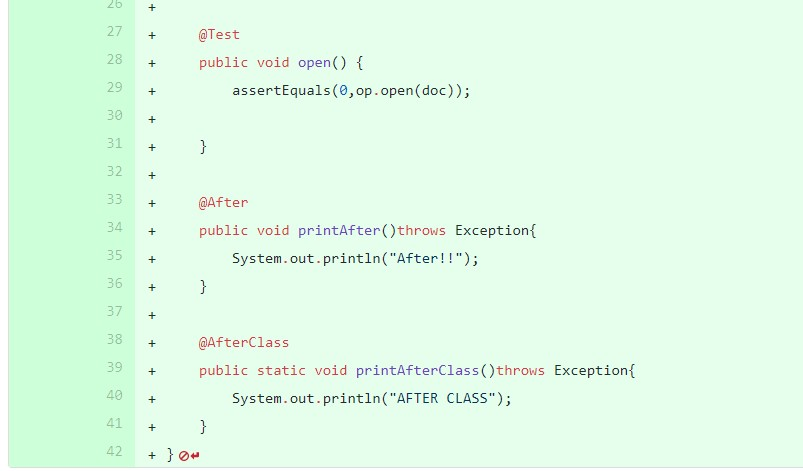 26 +
27 + @Test
28 + public void open() {
29 + assertEquals(0,op.open(doc));
30 +
31 + }
32 +
33 + @After
34 + public void printAfter()throws Exception{
35 + System.out.println("After!!");
36 + }
37 +
38 + @AfterClass
39 + public static void printAfterClass()throws Exception{
40 + System.out.println("AFTER CLASS");
41 + }
42 + }